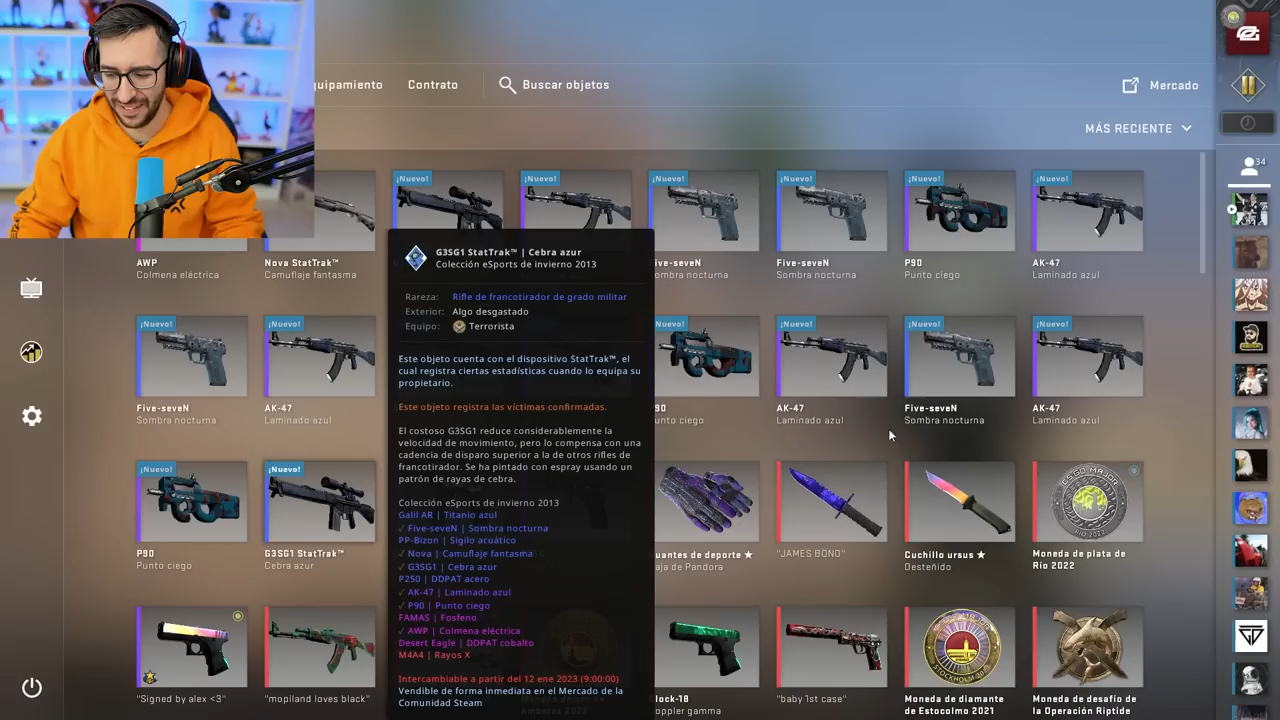 quipamiento
Contrato
Buscar objetos
Mercado
MÁS RECIENTE
34
¡Nuevo!
¡Nuevo!
¡Nuevo!
¡Nuevo!
¡Nuevo!
¡Nuevo!
AWP
Colmena eléctrica
Nova StatTrak™
Camuflaje fantasma
Five-seveN
ombra nocturna
Five-seveN
Sombra nocturna
P90
Punto ciego
AK-47
Laminado azul
G3SG1 StatTrak™ | Cebra azur
Colección eSports de invierno 2013
Rareza: Rifle de francotirador de grado militar
Exterior: Algo desgastado
Equipo: Terrorista
Este objeto cuenta con el dispositivo StatTrak™, el
cual registra ciertas estadísticas cuando lo equipa su
propietario.
Este objeto registra las víctimas confirmadas.
El costoso G3SG1 reduce considerablemente la
velocidad de movimiento, pero lo compensa con una
cadencia de disparo superior a la de otros rifles de
francotirador. Se ha pintado con espray usando un
patrón de rayas de cebra.
Colección eSports de invierno 2013
Galil AR | Titanio azul
✓ Five-seveN | Sombra nocturna
PP-Bizon | Sigilo acuático
✓ Nova | Camuflaje fantasma
✓ G3SG1 | Cebra azur
P250 | DDPAT acero
✓ AK-47 | Laminado azul
✓ P90 | Punto ciego
FAMAS | Fosfeno
✓ AWP | Colmena eléctrica
Desert Eagle | DDPAT cobalto
M4A4 | Rayos X
Intercambiable a partir del 12 ene 2023 (9:00:00)
Vendible de forma inmediata en el Mercado de la
Comunidad Steam
¡Nuevo!
¡Nuevo!
¡Nuevo!
¡Nuevo!
¡Nuevo!
¡Nuevo!
Five-seveN
Sombra nocturna
AK-47
Laminado azul
90
unto ciego
AK-47
Laminado azul
Five-seveN
Sombra nocturna
AK-47
Laminado azul
¡Nuevo!
¡Nuevo!
CSGO MAJOR
RIO 2022
P90
Punto ciego
G3SG1 StatTrak™
Cebra azur
uantes de deporte ★
aja de Pandora
"JAMES BOND"
Cuchillo ursus ★
Desteñido
Moneda de plata de
Río 2022
STOCKHOLM 2021
"Signed by alex <3"
"mopiland loves black"
lock-18
oppler gamma
"baby 1st case"
Moneda de diamante
de Estocolmo 2021
Moneda de desafío de
la Operación Riptide